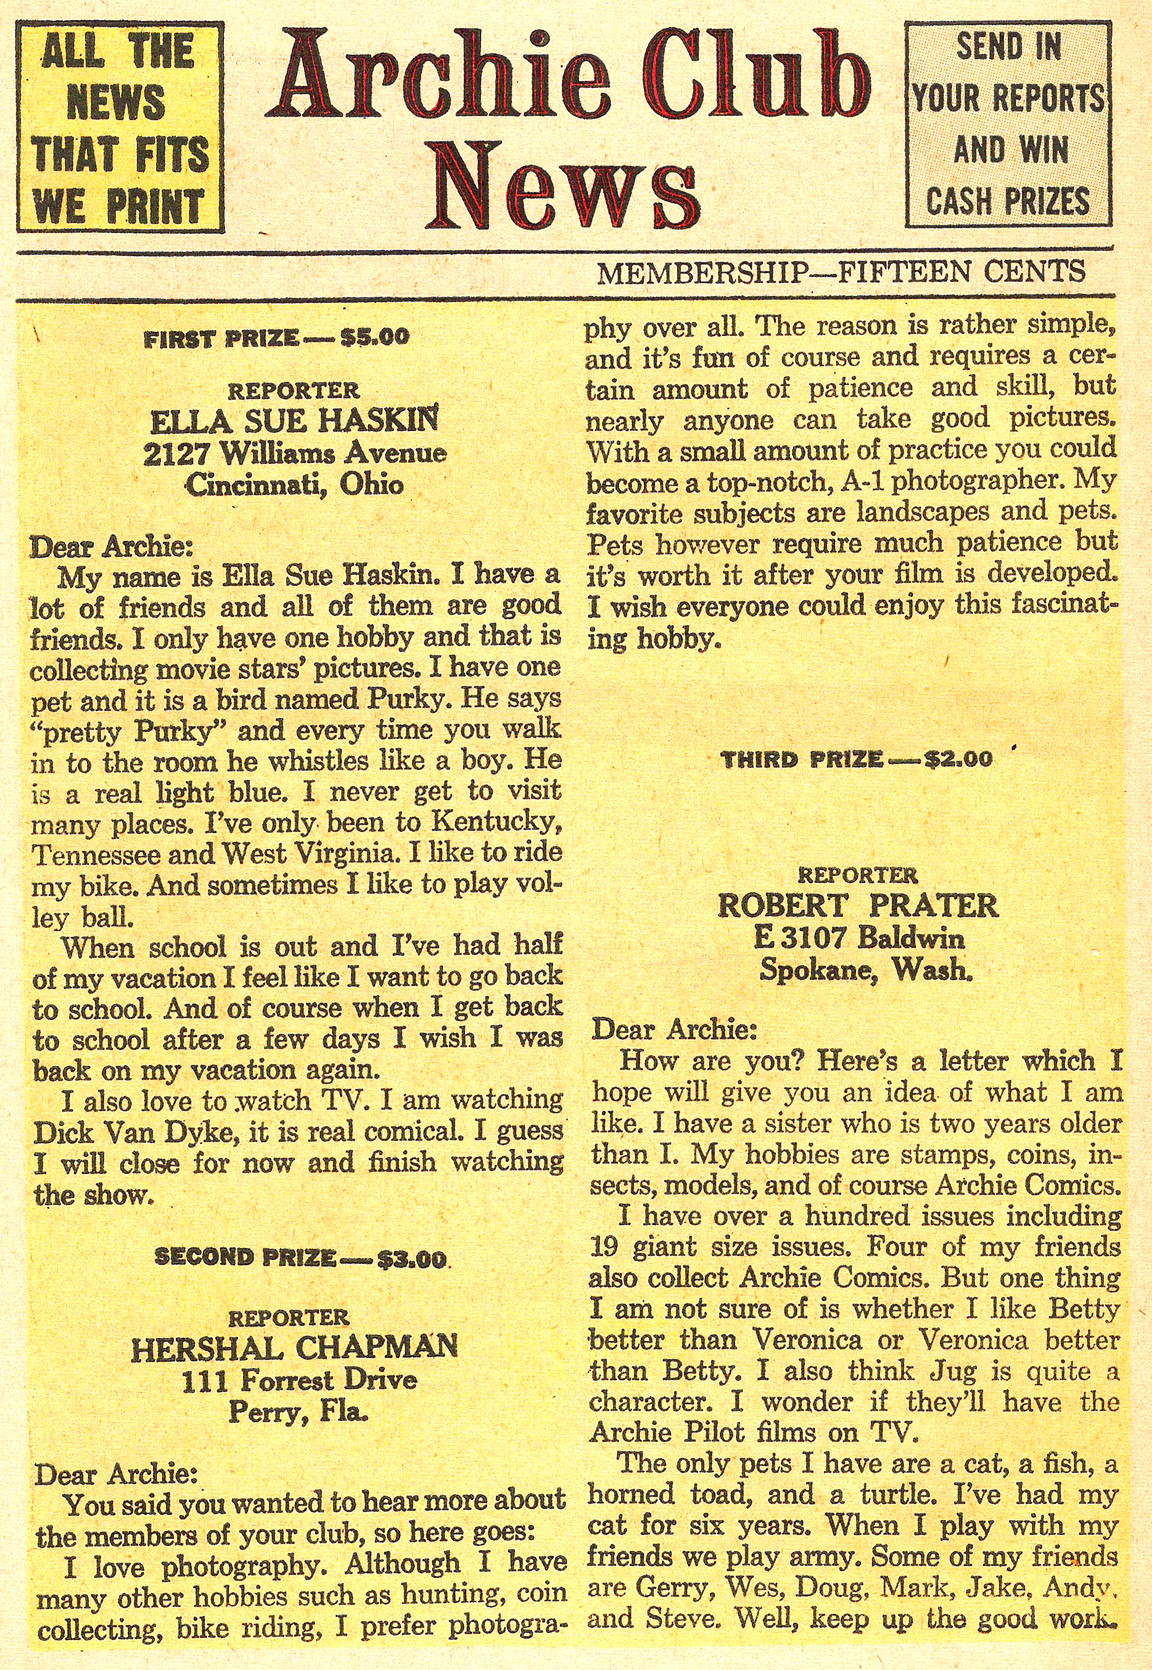 ALL THE
NEWS
THAT FITS
WE PRINT
Archie Club
News
SEND IN
YOUR REPORTS
AND WIN
CASH PRIZES
MEMBERSHIP—FIFTEEN CENTS
FIRST PRIZE—$5.00
REPORTER
ELLA SUE HASKIN
2127 Williams Avenue
Cincinnati, Ohio
Dear Archie:
My name is Ella Sue Haskin. I have a
lot of friends and all of them are good
friends. I only have one hobby and that is
collecting movie stars' pictures. I have one
pet and it is a bird named Purky. He says
"pretty Purky" and every time you walk
in to the room he whistles like a boy. He
is a real light blue. I never get to visit
many places. I've only been to Kentucky,
Tennessee and West Virginia. I like to ride
my bike. And sometimes I like to play vol-
ley ball.
When school is out and I've had half
of my vacation I feel like I want to go back
to school. And of course when I get back
to school after a few days I wish I was
back on my vacation again.
I also love to watch TV. I am watching
Dick Van Dyke, it is real comical. I guess
I will close for now and finish watching
the show.
SECOND PRIZE—$3.00
REPORTER
HERSHAL CHAPMAN
111 Forrest Drive
Perry, Fla.
Dear Archie:
You said you wanted to hear more about
the members of your club, so here goes:
I love photography. Although I have
many other hobbies such as hunting, coin
collecting, bike riding, I prefer photogra-
phy over all. The reason is rather simple,
and it's fun of course and requires a cer-
tain amount of patience and skill, but
nearly anyone can take good pictures.
With a small amount of practice you could
become a top-notch, A-1 photographer. My
favorite subjects are landscapes and pets.
Pets however require much patience but
it's worth it after your film is developed.
I wish everyone could enjoy this fascinat-
ing hobby.
THIRD PRIZE—$2.00
REPORTER
ROBERT PRATER
E 3107 Baldwin
Spokane, Wash.
Dear Archie:
How are you? Here's a letter which I
hope will give you an idea of what I am
like. I have a sister who is two years older
than I. My hobbies are stamps, coins, in-
sects, models, and of course Archie Comics.
I have over a hundred issues including
19 giant size issues. Four of my friends
also collect Archie Comics. But one thing
I am not sure of is whether I like Betty
better than Veronica or Veronica better
than Betty. I also think Jug is quite a
character. I wonder if they'll have the
Archie Pilot films on TV.
The only pets I have are a cat, a fish, a
horned toad, and a turtle. I've had my
cat for six years. When I play with my
friends we play army. Some of my friends
are Gerry, Wes, Doug, Mark, Jake, Andy,
and Steve. Well, keep up the good work.